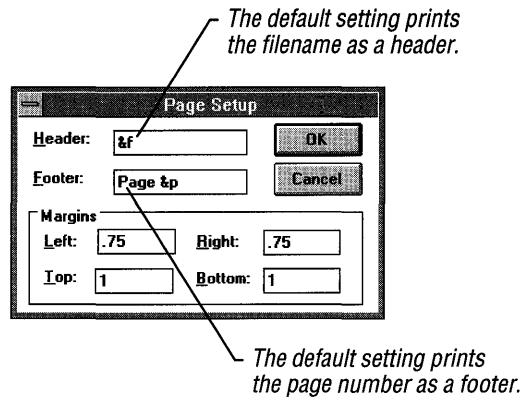 The default setting prints
the filename as a header.
Page Setup
Header: &f OK
Footer: Page &p Cancel
Margins
Left: .75 Right: .75
Top: 1 Bottom: 1
The default setting prints
the page number as a footer.